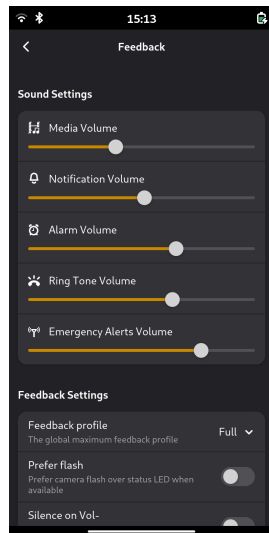 15:13
Feedback
Sound Settings
Media Volume
Notification Volume
Alarm Volume
Ring Tone Volume
Emergency Alerts Volume
Feedback Settings
Feedback profile
The global maximum feedback profile
Full
Prefer flash
Prefer camera flash over status LED when
available
Silence on Vol-